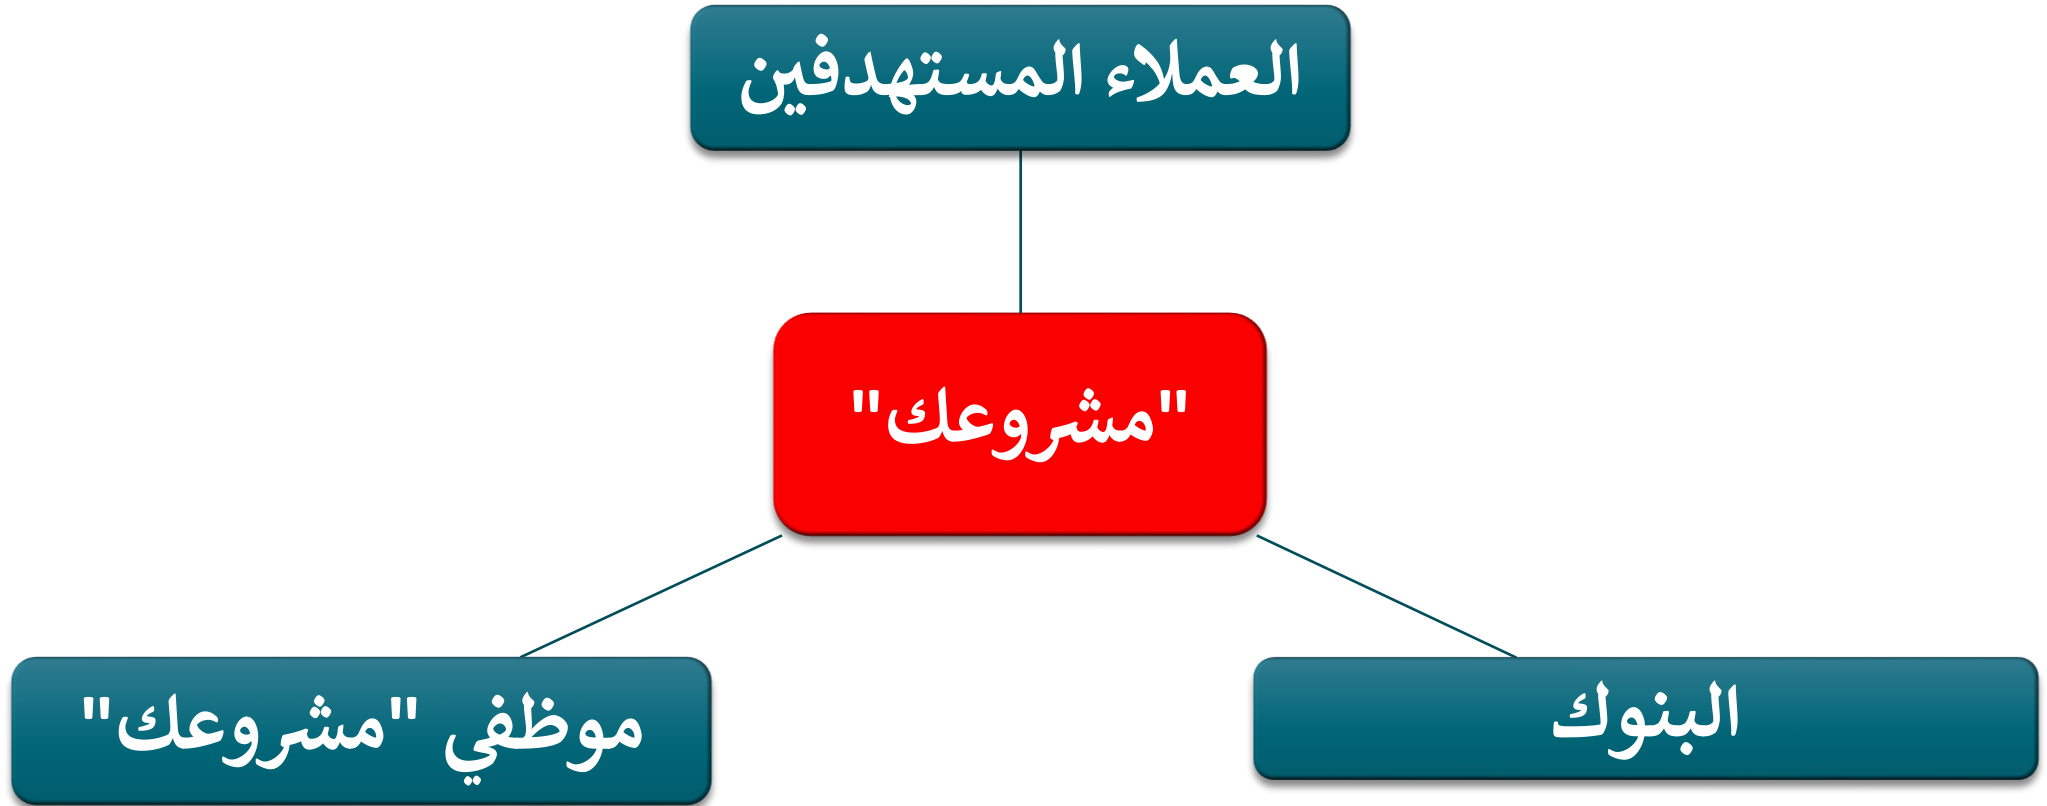 العملاء المستهدفين
"مشروعك"
البنوك
موظفي "مشروعك"